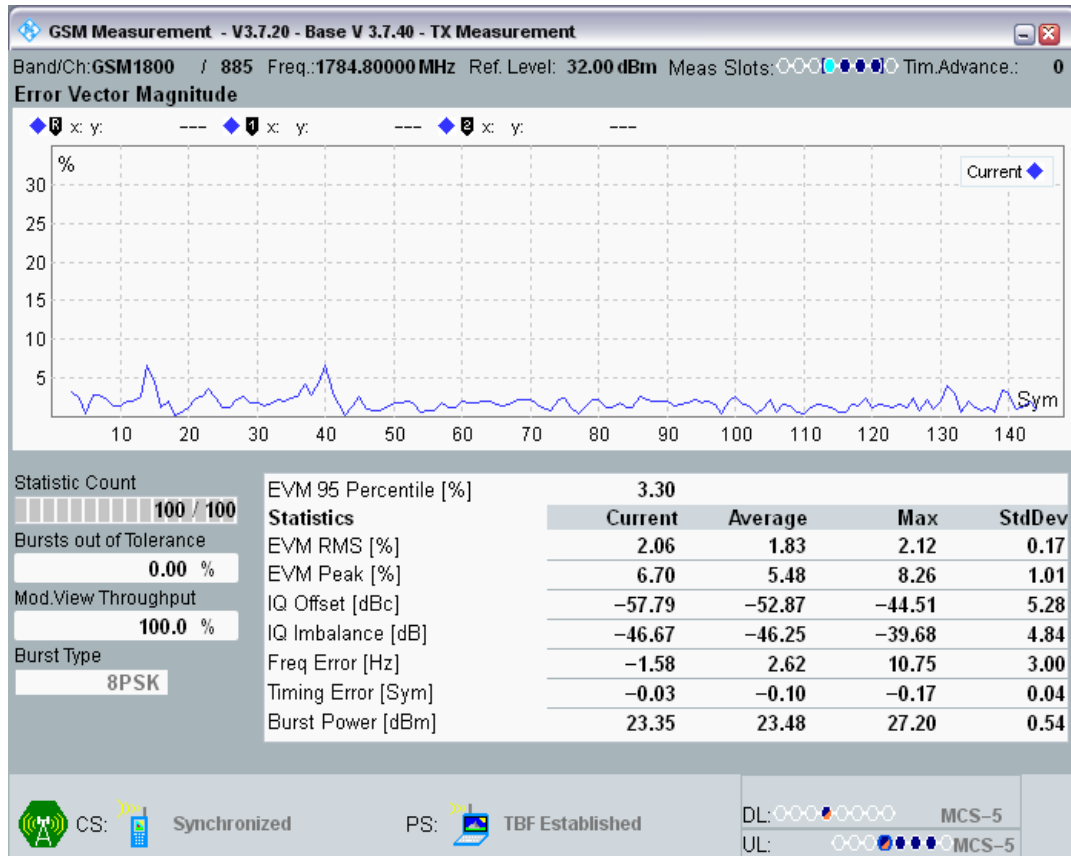 GSM Measurement - V3.7.20 - Base V 3.7.40 - TX Measurement
Band/Ch:GSM1800 / 885 Freq.:1784.80000 MHz Ref. Level: 32.00 dBm Meas Slots: Tim.Advance.: 0
Error Vector Magnitude
R x: y: --- 1 x: y: --- 2 x: y: ---
%
Current
30
25
20
15
10
5
Sym
10 20 30 40 50 60 70 80 90 100 110 120 130 140
Statistic Count
100 / 100
Bursts out of Tolerance
0.00 %
Mod.View Throughput
100.0 %
Burst Type
8PSK
EVM 95 Percentile [%] 3.30
Statistics Current Average Max StdDev
EVM RMS [%] 2.06 1.83 2.12 0.17
EVM Peak [%] 6.70 5.48 8.26 1.01
IQ Offset [dBc] −57.79 −52.87 −44.51 5.28
IQ Imbalance [dB] −46.67 −46.25 −39.68 4.84
Freq Error [Hz] −1.58 2.62 10.75 3.00
Timing Error [Sym] −0.03 −0.10 −0.17 0.04
Burst Power [dBm] 23.35 23.48 27.20 0.54
CS: Synchronized PS: TBF Established
DL: MCS−5
UL: MCS−5